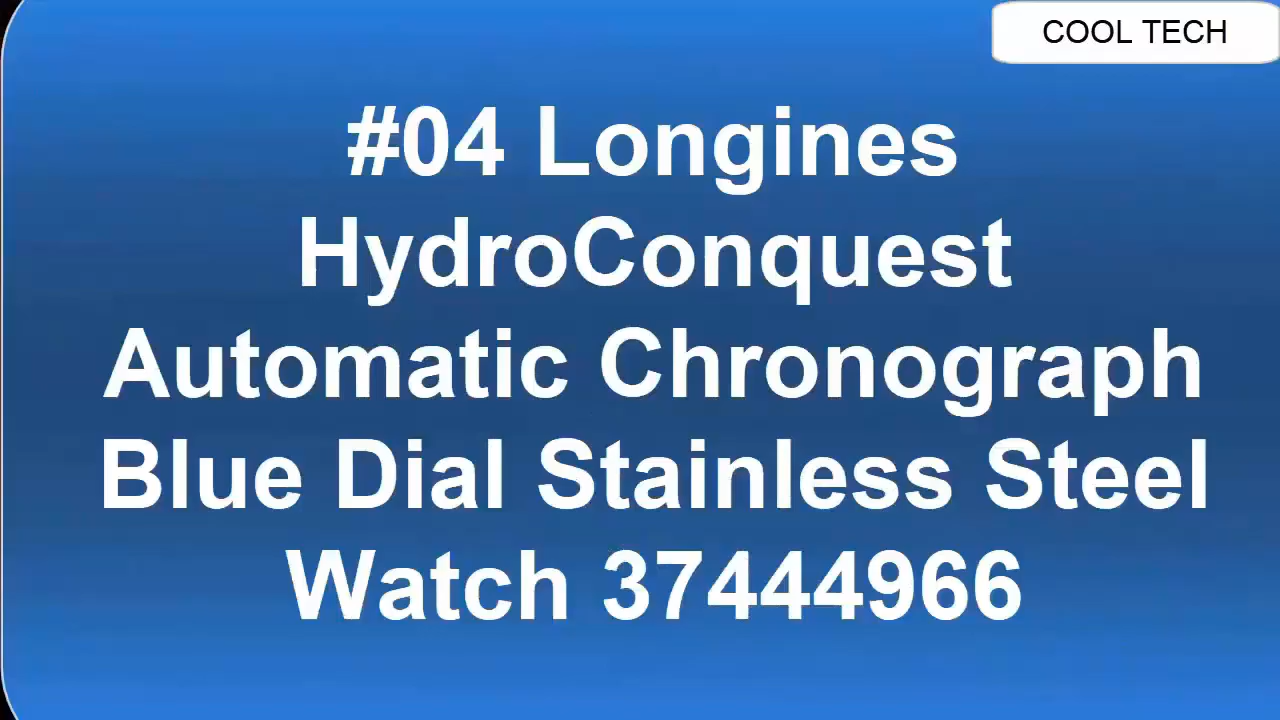 COOL TECH
#04 Longines
HydroConquest
Automatic Chronograph
Blue Dial Stainless Steel
Watch 37444966